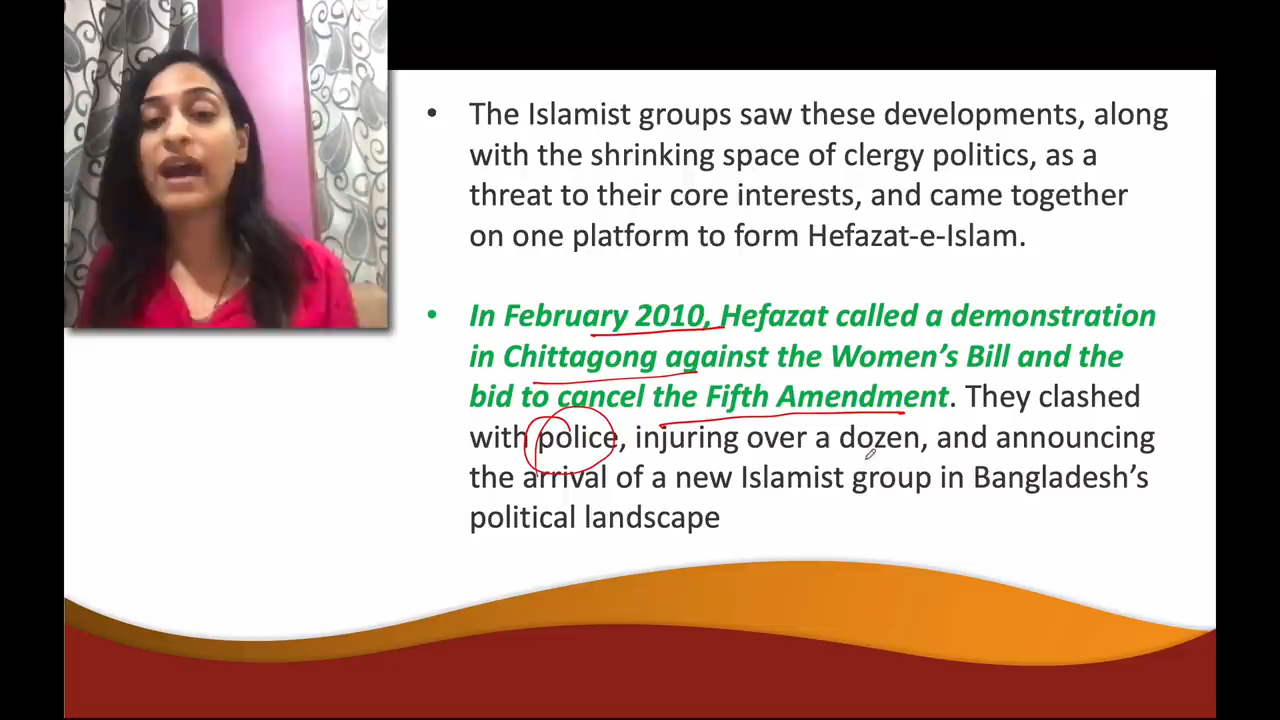 • The Islamist groups saw these developments, along
with the shrinking space of clergy politics, as a
threat to their core interests, and came together
on one platform to form Hefazat-e-Islam.
• In February 2010, Hefazat called a demonstration
in Chittagong against the Women's Bill and the
bid to cancel the Fifth Amendment. They clashed
with police, injuring over a dozen, and announcing
the arrival of a new Islamist group in Bangladesh's
political landscape